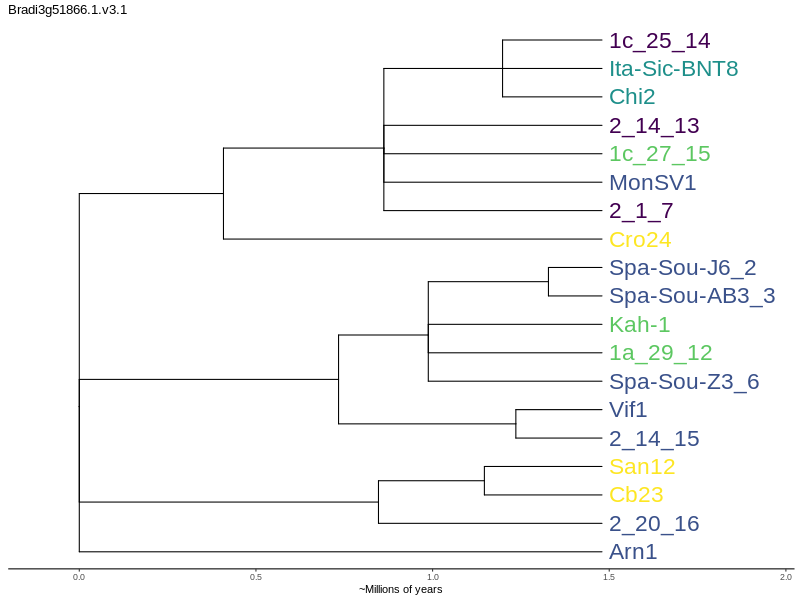 Bradi3g51866.1.v3.1
1c_25_14
Ita-Sic-BNT8
Chi2
2_14_13
1c_27_15
MonSV1
2_1_7
Cro24
Spa-Sou-J6_2
Spa-Sou-AB3_3
Kah-1
1a_29_12
Spa-Sou-Z3_6
Vif1
2_14_15
San12
Cb23
2_20_16
Arn1
0.0 0.5 1.0 1.5 2.0
~Millions of years